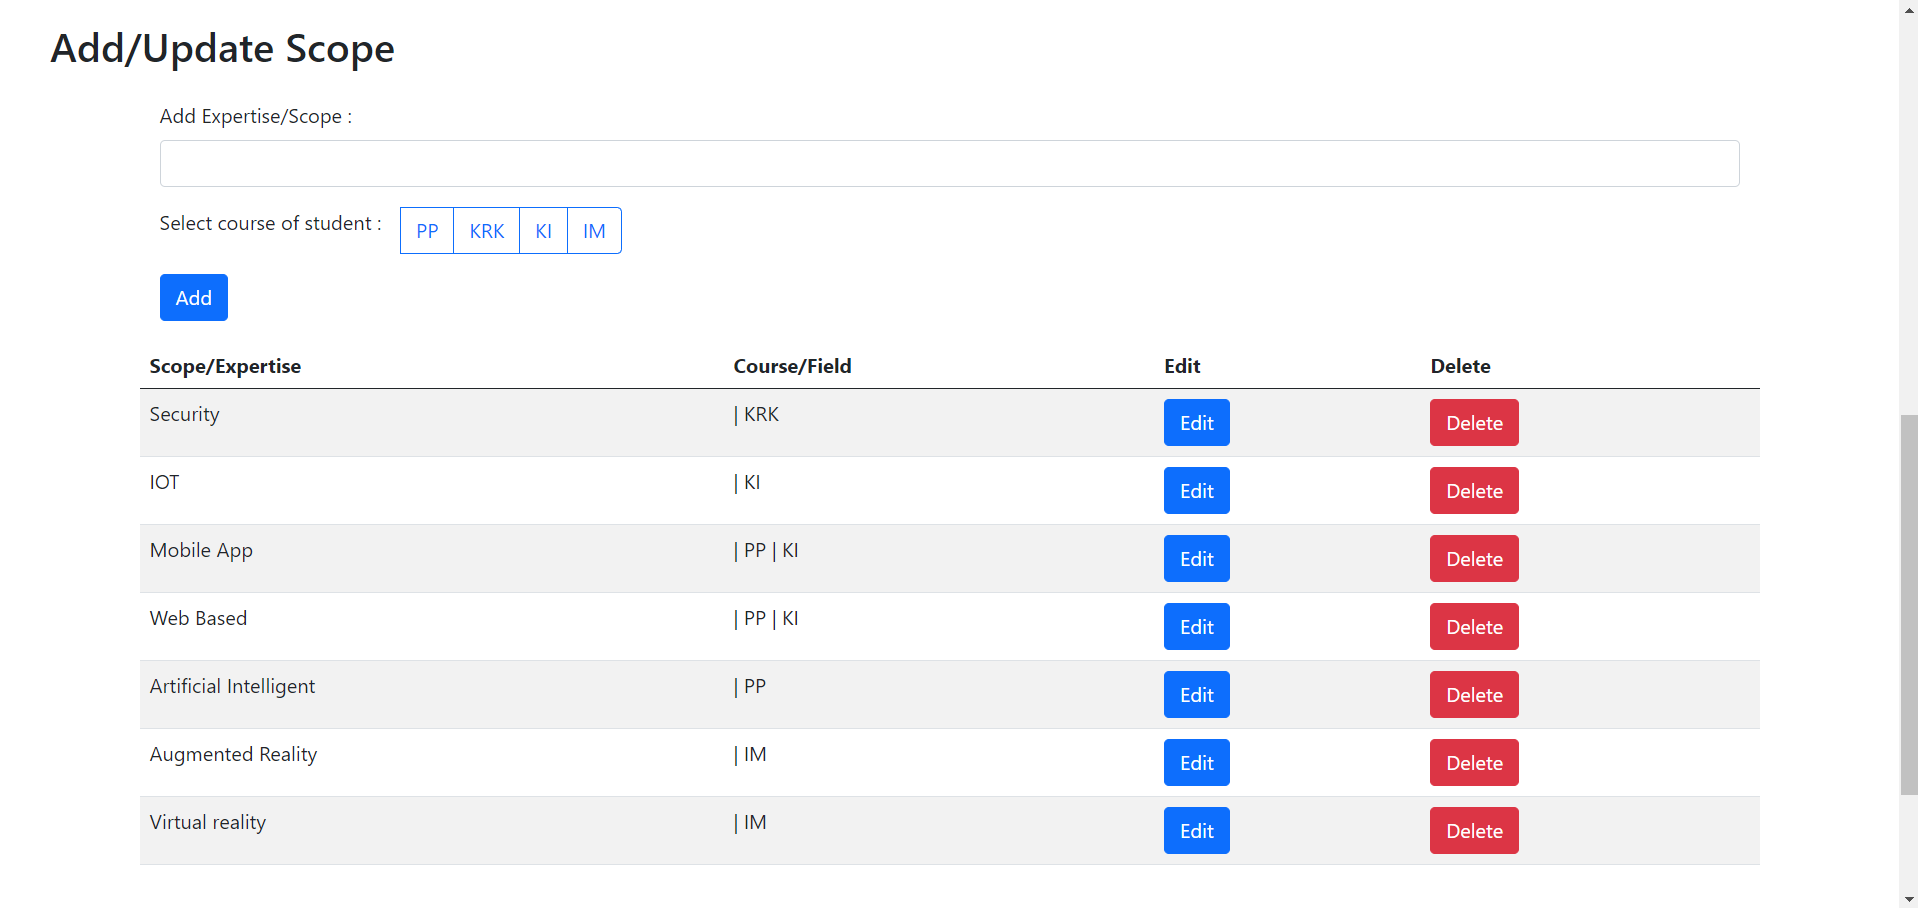 Add/Update Scope
Add Expertise/Scope :
Select course of student : PP KRK KI IM
Add
Scope/Expertise Course/Field Edit Delete
Security | KRK Edit Delete
IOT | KI Edit Delete
Mobile App | PP | KI Edit Delete
Web Based | PP | KI Edit Delete
Artificial Intelligent | PP Edit Delete
Augmented Reality | IM Edit Delete
Virtual reality | IM Edit Delete